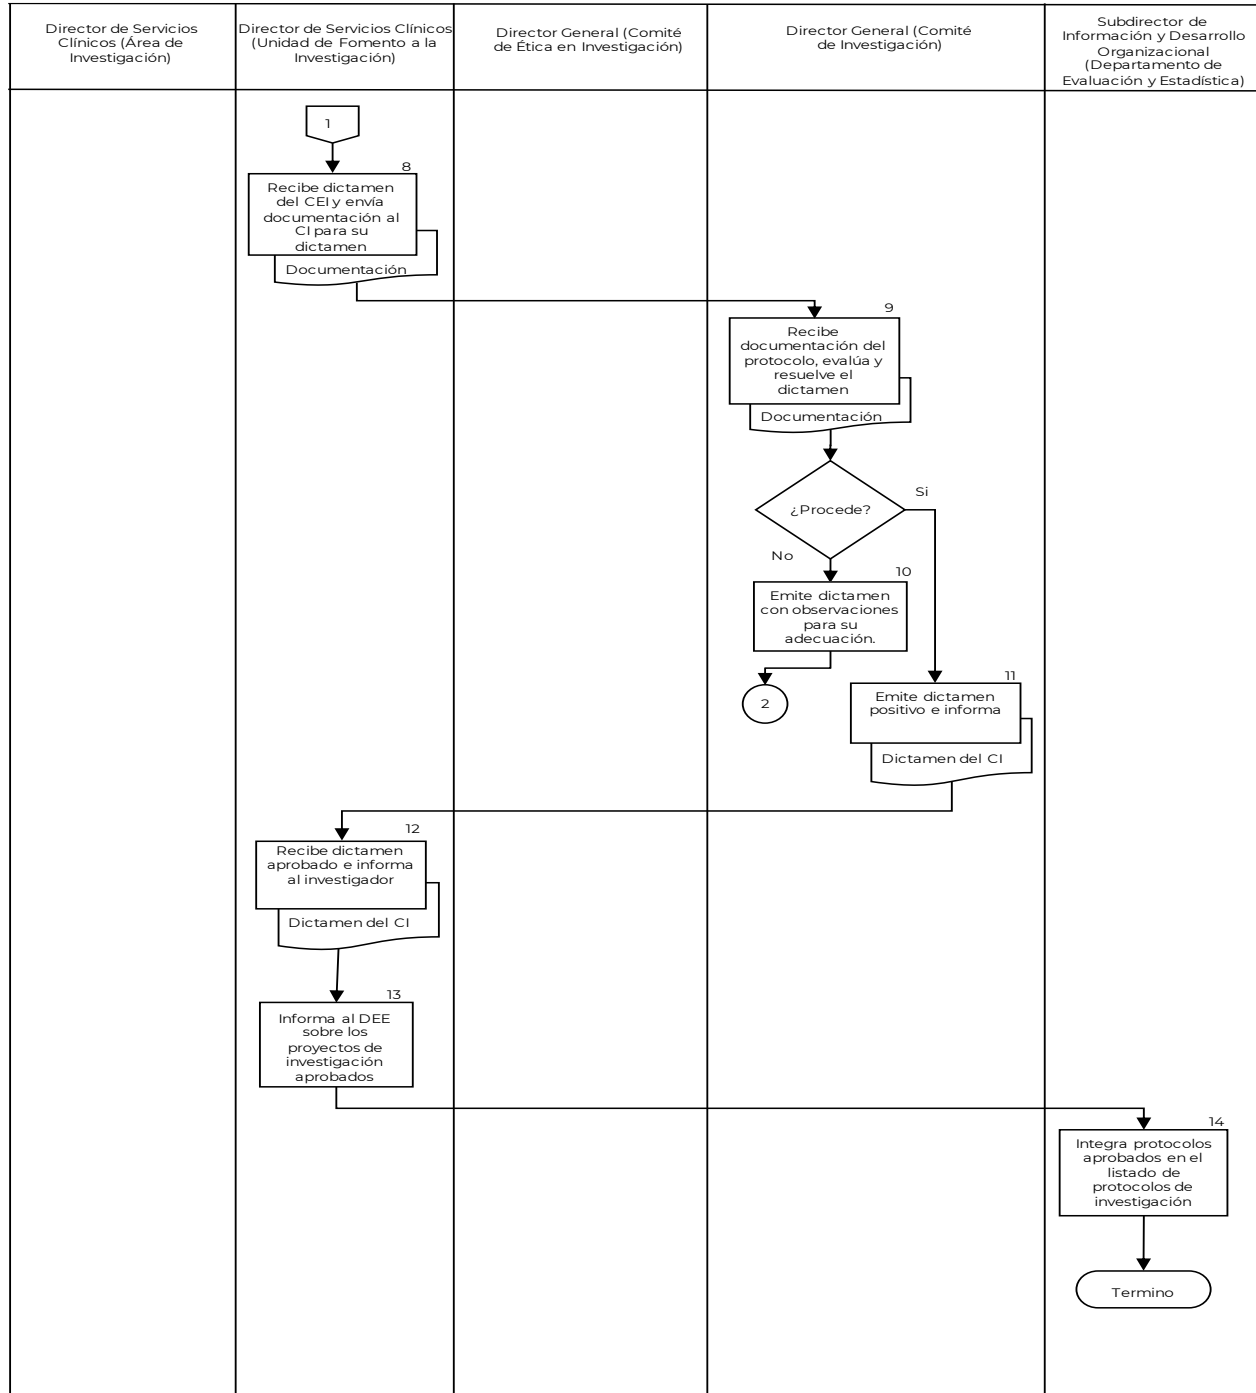 Director de Servicios
Clínicos (Área de
Investigación)
Director de Servicios Clínicos
(Unidad de Fomento a la
Investigación)
Director General (Comité
de Ética en Investigación)
Director General (Comité
de Investigación)
Subdirector de
Información y Desarrollo
Organizacional
(Departamento de
Evaluación y Estadística)
1
8
Recibe dictamen
del CEI y envía
documentación al
CI para su
dictamen
Documentación
9
Recibe
documentación del
protocolo, evalúa y
resuelve el
dictamen
Documentación
¿Procede?
Si
No
10
Emite dictamen
con observaciones
para su
adecuación.
2
11
Emite dictamen
positivo e informa
Dictamen del CI
12
Recibe dictamen
aprobado e informa
al investigador
Dictamen del CI
13
Informa al DEE
sobre los
proyectos de
investigación
aprobados
14
Integra protocolos
aprobados en el
listado de
protocolos de
investigación
Termino